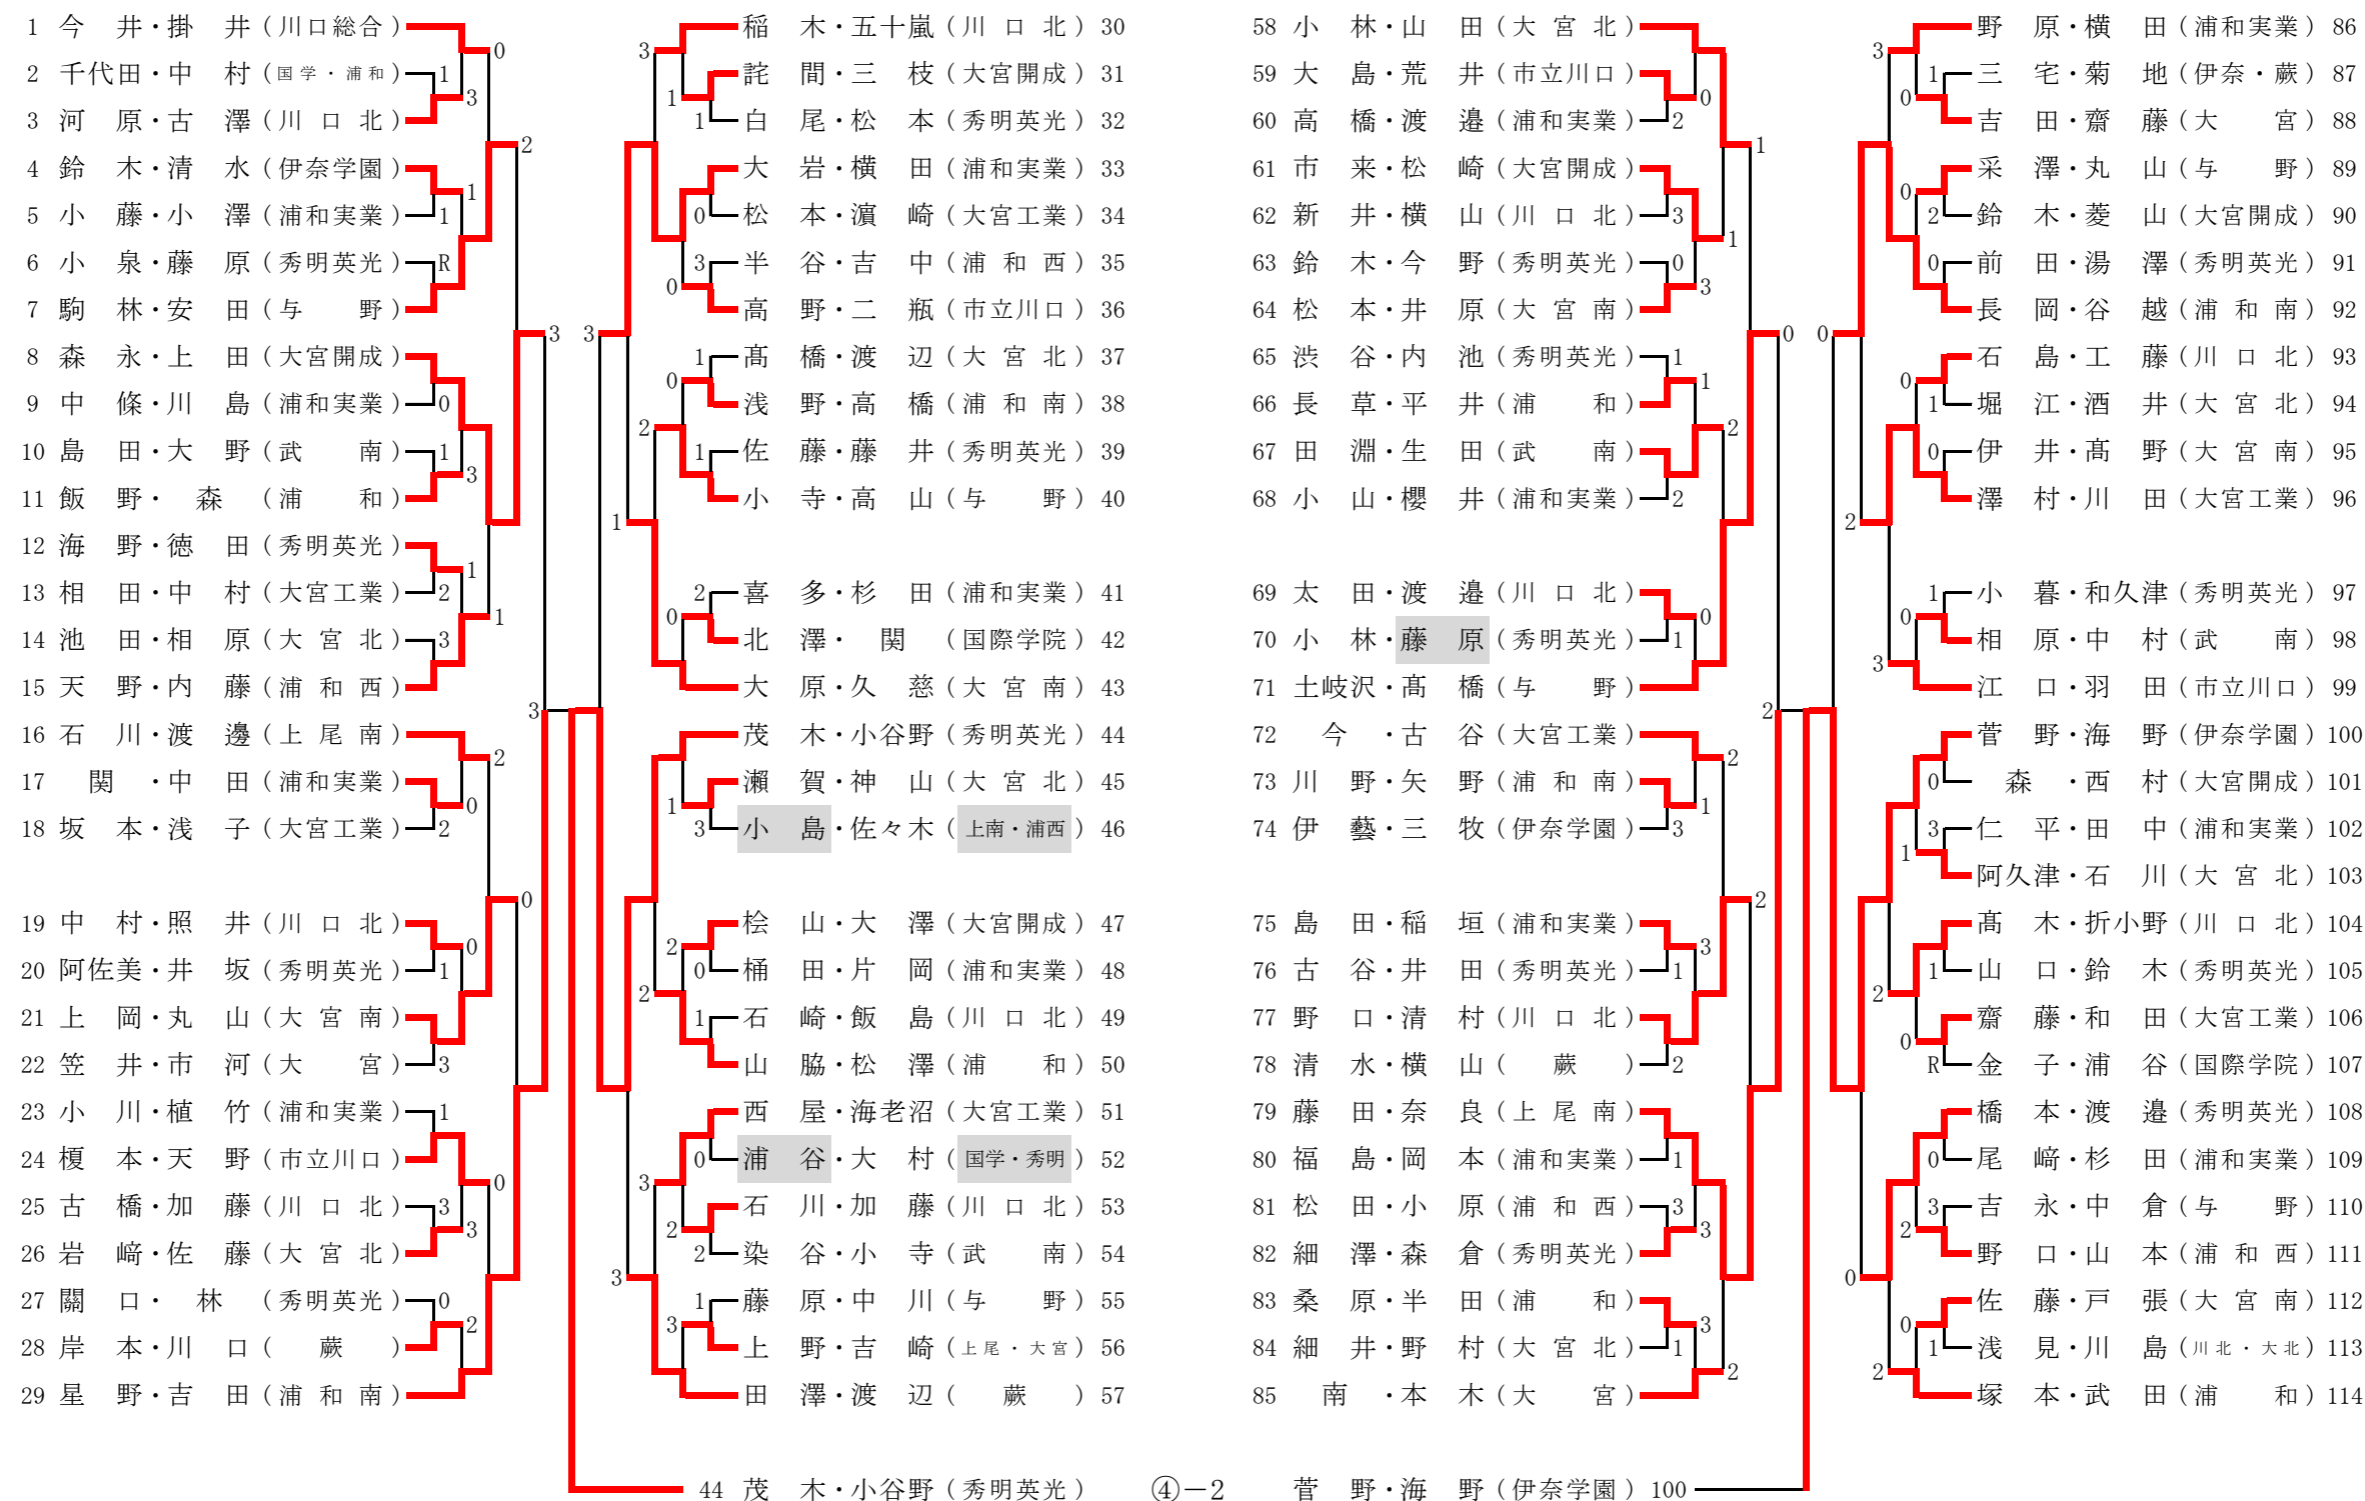 1 今井・掛井(川口総合)
2 千代田・中村(国学・浦和)
3 河原・古澤(川口北)
4 鈴木・清水(伊奈学園)
5 小藤・小澤(浦和実業)
6 小泉・藤原(秀明英光)
7 駒林・安田(与野)
8 森永・上田(大宮開成)
9 中條・川島(浦和実業)
10 島田・大野(武南)
11 飯野・森(浦和)
12 海野・徳田(秀明英光)
13 相田・中村(大宮工業)
14 池田・相原(大宮北)
15 天野・内藤(浦和西)
16 石川・渡邊(上尾南)
17 関・中田(浦和実業)
18 坂本・浅子(大宮工業)
19 中村・照井(川口北)
20 阿佐美・井坂(秀明英光)
21 上岡・丸山(大宮南)
22 笠井・市河(大宮)
23 小川・植竹(浦和実業)
24 榎本・天野(市立川口)
25 古橋・加藤(川口北)
26 岩﨑・佐藤(大宮北)
27 關口・林(秀明英光)
28 岸本・川口(蕨)
29 星野・吉田(浦和南)
稲木・五十嵐(川口北) 30
詫間・三枝(大宮開成) 31
白尾・松本(秀明英光) 32
大岩・横田(浦和実業) 33
松本・濵崎(大宮工業) 34
半谷・吉中(浦和西) 35
高野・二瓶(市立川口) 36
髙橋・渡辺(大宮北) 37
浅野・高橋(浦和南) 38
佐藤・藤井(秀明英光) 39
小寺・高山(与野) 40
喜多・杉田(浦和実業) 41
北澤・関(国際学院) 42
大原・久慈(大宮南) 43
茂木・小谷野(秀明英光) 44
瀬賀・神山(大宮北) 45
小島・佐々木(上南・浦西) 46
桧山・大澤(大宮開成) 47
桶田・片岡(浦和実業) 48
石崎・飯島(川口北) 49
山脇・松澤(浦和) 50
西屋・海老沼(大宮工業) 51
浦谷・大村(国学・秀明) 52
石川・加藤(川口北) 53
染谷・小寺(武南) 54
藤原・中川(与野) 55
上野・吉崎(上尾・大宮) 56
田澤・渡辺(蕨) 57
58 小林・山田(大宮北)
59 大島・荒井(市立川口)
60 高橋・渡邉(浦和実業)
61 市来・松崎(大宮開成)
62 新井・横山(川口北)
63 鈴木・今野(秀明英光)
64 松本・井原(大宮南)
65 渋谷・内池(秀明英光)
66 長草・平井(浦和)
67 田淵・生田(武南)
68 小山・櫻井(浦和実業)
69 太田・渡邉(川口北)
70 小林・藤原(秀明英光)
71 土岐沢・髙橋(与野)
72 今・古谷(大宮工業)
73 川野・矢野(浦和南)
74 伊藝・三牧(伊奈学園)
75 島田・稲垣(浦和実業)
76 古谷・井田(秀明英光)
77 野口・清村(川口北)
78 清水・横山(蕨)
79 藤田・奈良(上尾南)
80 福島・岡本(浦和実業)
81 松田・小原(浦和西)
82 細澤・森倉(秀明英光)
83 桑原・半田(浦和)
84 細井・野村(大宮北)
85 南・本木(大宮)
野原・横田(浦和実業) 86
三宅・菊地(伊奈・蕨) 87
吉田・齋藤(大宮) 88
采澤・丸山(与野) 89
鈴木・菱山(大宮開成) 90
前田・湯澤(秀明英光) 91
長岡・谷越(浦和南) 92
石島・工藤(川口北) 93
堀江・酒井(大宮北) 94
伊井・髙野(大宮南) 95
澤村・川田(大宮工業) 96
小暮・和久津(秀明英光) 97
相原・中村(武南) 98
江口・羽田(市立川口) 99
菅野・海野(伊奈学園) 100
森・西村(大宮開成) 101
仁平・田中(浦和実業) 102
阿久津・石川(大宮北) 103
髙木・折小野(川口北) 104
山口・鈴木(秀明英光) 105
齋藤・和田(大宮工業) 106
金子・浦谷(国際学院) 107
橋本・渡邉(秀明英光) 108
尾﨑・杉田(浦和実業) 109
吉永・中倉(与野) 110
野口・山本(浦和西) 111
佐藤・戸張(大宮南) 112
浅見・川島(川北・大北) 113
塚本・武田(浦和) 114
44 茂木・小谷野(秀明英光) ④－2 菅野・海野(伊奈学園) 100